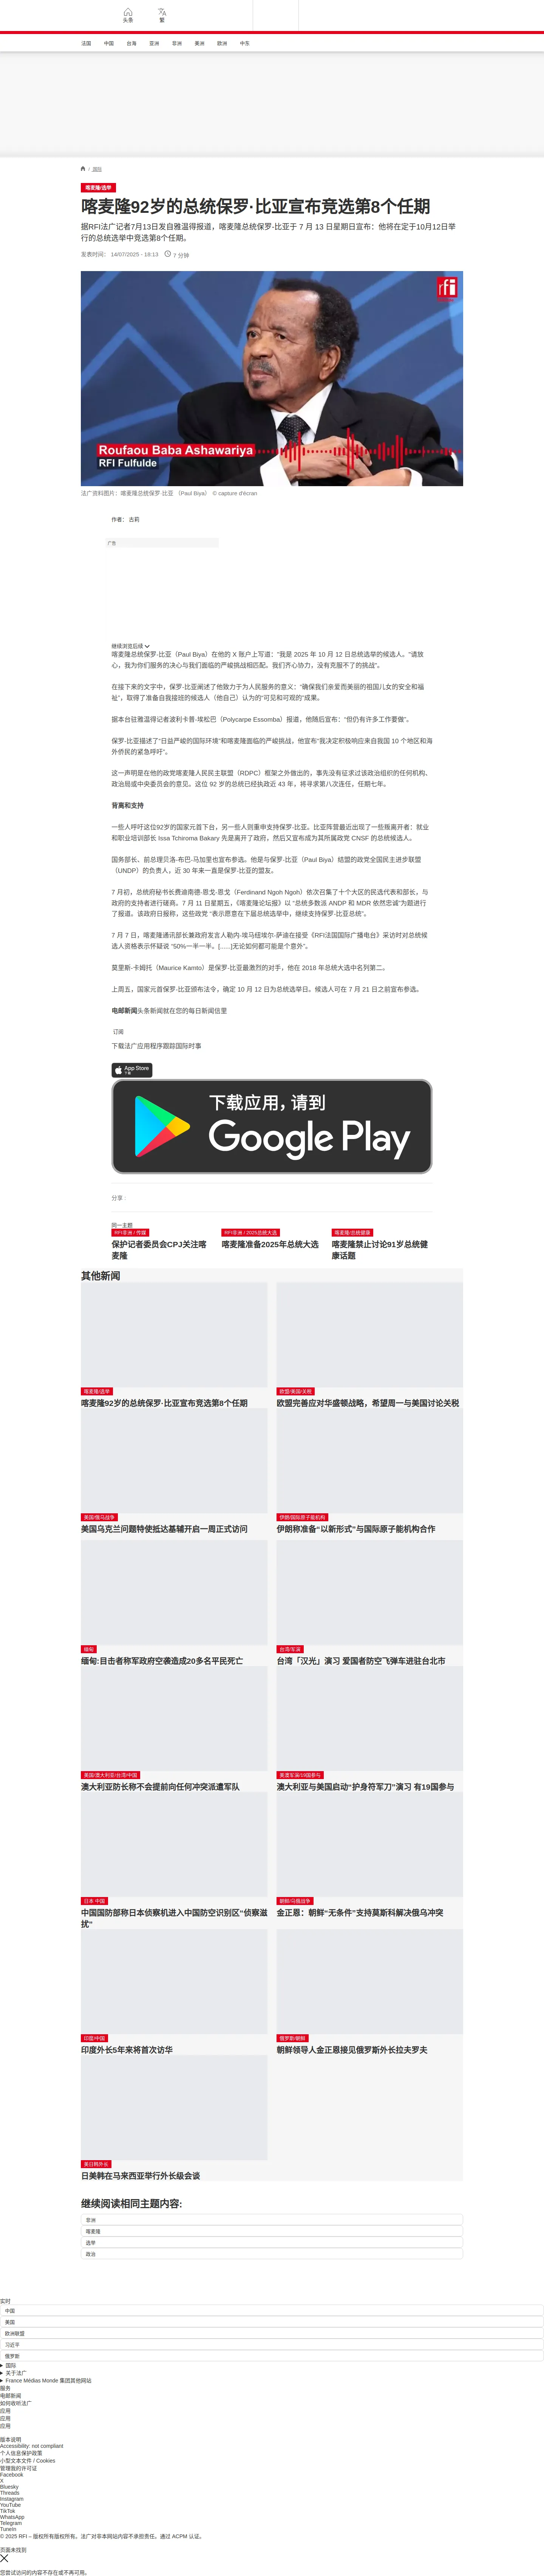 头条
繁
法国 中国 台海 亚洲 非洲 美洲 欧洲 中东
/ 国际
喀麦隆/选举
喀麦隆92岁的总统保罗·比亚宣布竞选第8个任期
据RFI法广记者7月13日发自雅温得报道，喀麦隆总统保罗-比亚于 7 月 13 日星期日宣布：他将在定于10月12日举
行的总统选举中竞选第8个任期。
发表时间： 14/07/2025 - 18:13 7 分钟
rfi
Roufaou Baba Ashawariya
RFI Fulfulde
法广资料图片：喀麦隆总统保罗·比亚 （Paul Biya） © capture d'écran
作者： 古莉
广告
继续浏览后续
喀麦隆总统保罗-比亚（Paul Biya）在他的 X 账户上写道：“我是 2025 年 10 月 12 日总统选举的候选人。”请放
心，我为你们服务的决心与我们面临的严峻挑战相匹配。我们齐心协力，没有克服不了的挑战”。
在接下来的文字中，保罗-比亚阐述了他致力于为人民服务的意义：“确保我们亲爱而美丽的祖国儿女的安全和福
祉”，取得了准备自我接班的候选人（他自己）认为的“可见和可观的”成果。
据本台驻雅温得记者波利卡普-埃松巴（Polycarpe Essomba）报道，他随后宣布：“但仍有许多工作要做”。
保罗-比亚描述了“日益严峻的国际环境”和喀麦隆面临的严峻挑战，他宣布“我决定积极响应来自我国 10 个地区和海
外侨民的紧急呼吁”。
这一声明是在他的政党喀麦隆人民民主联盟（RDPC）框架之外做出的，事先没有征求过该政治组织的任何机构、
政治局或中央委员会的意见。这位 92 岁的总统已经执政近 43 年，将寻求第八次连任，任期七年。
背离和支持
一些人呼吁这位92岁的国家元首下台，另一些人则重申支持保罗-比亚。比亚阵营最近出现了一些叛离开者：就业
和职业培训部长 Issa Tchiroma Bakary 先是离开了政府，然后又宣布成为其所属政党 CNSF 的总统候选人。
国务部长、前总理贝洛-布巴-马加里也宣布参选。他是与保罗-比亚（Paul Biya）结盟的政党全国民主进步联盟
（UNDP）的负责人，近 30 年来一直是保罗-比亚的盟友。
7 月初，总统府秘书长费迪南德-恩戈-恩戈（Ferdinand Ngoh Ngoh）依次召集了十个大区的民选代表和部长，与
政府的支持者进行磋商。7 月 11 日星期五，《喀麦隆论坛报》以 “总统多数派 ANDP 和 MDR 依然忠诚”为题进行
了报道。该政府日报称，这些政党 “表示愿意在下届总统选举中，继续支持保罗-比亚总统”。
7 月 7 日，喀麦隆通讯部长兼政府发言人勒内-埃马纽埃尔-萨迪在接受《RFI法国国际广播电台》采访时对总统候
选人资格表示怀疑说 “50%一半一半。[......]无论如何都可能是个意外”。
莫里斯-卡姆托（Maurice Kamto）是保罗-比亚最激烈的对手，他在 2018 年总统大选中名列第二。
上周五，国家元首保罗-比亚颁布法令，确定 10 月 12 日为总统选举日。候选人可在 7 月 21 日之前宣布参选。
电邮新闻头条新闻就在您的每日新闻信里
订阅
下载法广应用程序跟踪国际时事
App Store
下载
下载应用，请到
Google Play
分享 :
同一主题
RFI非洲 / 传媒
保护记者委员会CPJ关注喀
麦隆
RFI非洲 / 2025总统大选
喀麦隆准备2025年总统大选
喀麦隆/总统健康
喀麦隆禁止讨论91岁总统健
康话题
其他新闻
喀麦隆/选举
喀麦隆92岁的总统保罗·比亚宣布竞选第8个任期
欧盟/美国/关税
欧盟完善应对华盛顿战略，希望周一与美国讨论关税
美国/俄乌战争
美国乌克兰问题特使抵达基辅开启一周正式访问
伊朗/国际原子能机构
伊朗称准备“以新形式”与国际原子能机构合作
缅甸
缅甸:目击者称军政府空袭造成20多名平民死亡
台湾/军演
台湾「汉光」演习 爱国者防空飞弹车进驻台北市
美国/澳大利亚/台湾/中国
澳大利亚防长称不会提前向任何冲突派遣军队
美澳军演/19国参与
澳大利亚与美国启动“护身符军刀”演习 有19国参与
日本 中国
中国国防部称日本侦察机进入中国防空识别区“侦察滋
扰”
朝鲜/乌俄战争
金正恩：朝鲜“无条件”支持莫斯科解决俄乌冲突
印度/中国
印度外长5年来将首次访华
俄罗斯/朝鲜
朝鲜领导人金正恩接见俄罗斯外长拉夫罗夫
美日韩外长
日美韩在马来西亚举行外长级会谈
继续阅读相同主题内容:
非洲
喀麦隆
选举
政治
实时
中国
美国
欧洲联盟
习近平
俄罗斯
国际
关于法广
France Médias Monde 集团其他网站
服务
电邮新闻
如何收听法广
应用
应用
应用
版本说明
Accessibility: not compliant
个人信息保护政策
小型文本文件 / Cookies
管理我的许可证
Facebook
X
Bluesky
Threads
Instagram
YouTube
TikTok
WhatsApp
Telegram
TuneIn
© 2025 RFI – 版权所有版权所有。法广对非本网站内容不承担责任。通过 ACPM 认证。
页面未找到
您尝试访问的内容不存在或不再可用。